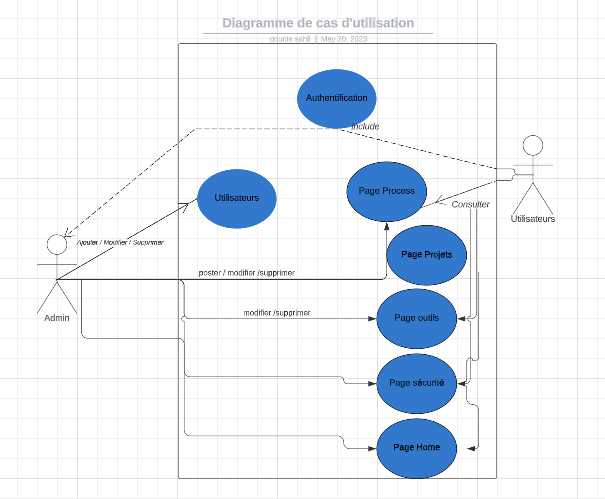 Diagramme de cas d'utilisation
dounia sahli | May 20, 2023
Authentification
include
Page Process
Utilisateurs
Consulter
Utilisateurs
Ajouter / Modifier / Supprimer
Page Projets
poster / modifier /supprimer
Admin
modifier /supprimer
Page outils
Page sécurité
Page Home